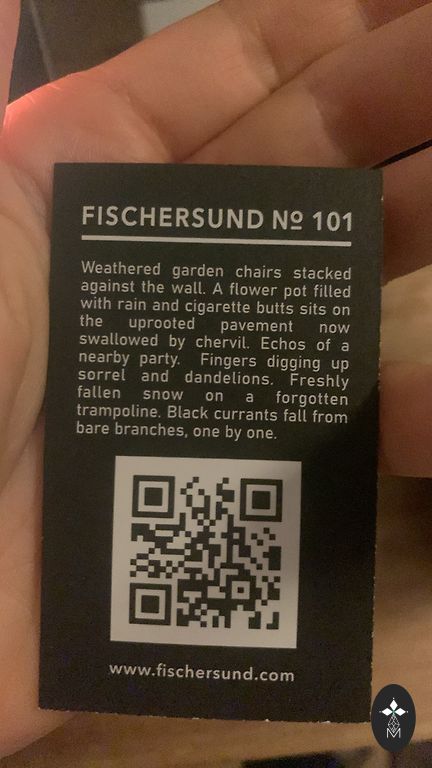 FISCHERSUND Nº 101
Weathered garden chairs stacked
against the wall. A flower pot filled
with rain and cigarette butts sits on
the uprooted pavement now
swallowed by chervil. Echos of a
nearby party. Fingers digging up
sorrel and dandelions. Freshly
fallen snow on a forgotten
trampoline. Black currants fall from
bare branches, one by one.
www.fischersund.com
M